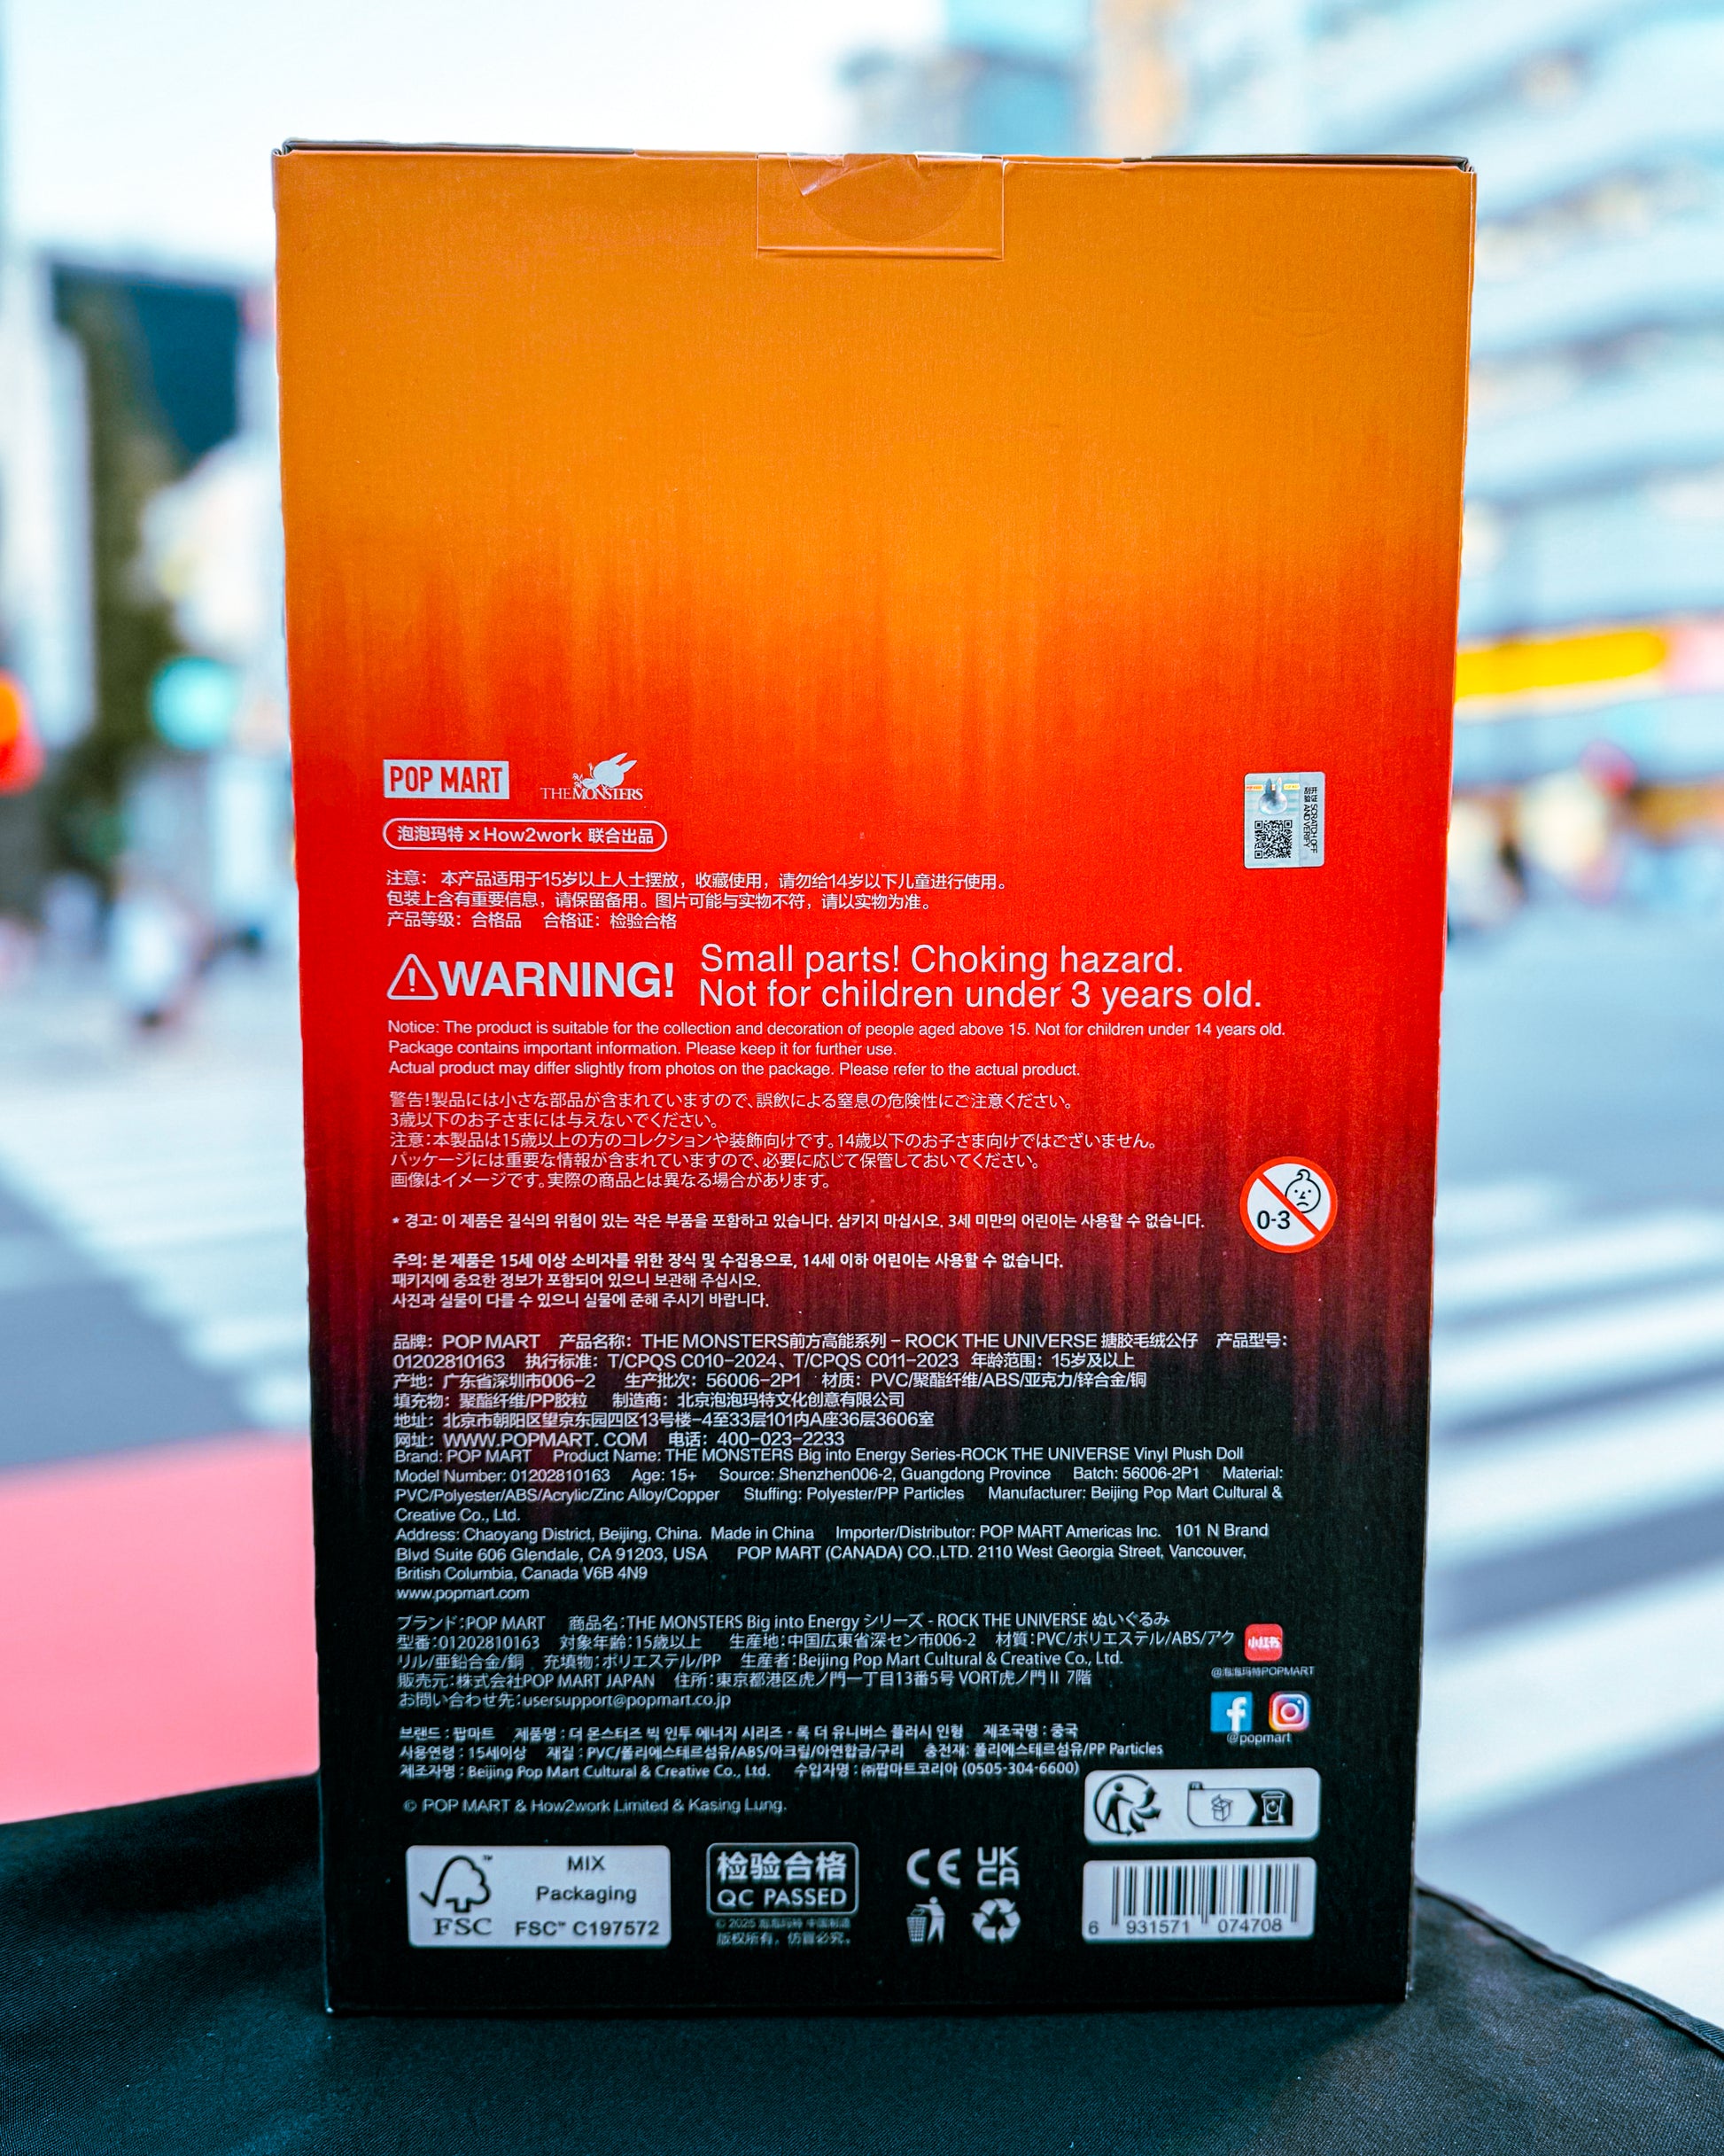 POP MART
THE MONSTERS
泡泡玛特×How2work 联合出品
刮开验证 SCRATCH OFF AND VERIFY
注意： 本产品适用于15岁以上人士摆放，收藏使用，请勿给14岁以下儿童进行使用。
包装上含有重要信息，请保留备用。图片可能与实物不符，请以实物为准。
产品等级：合格品 合格证：检验合格
WARNING! Small parts! Choking hazard.
Not for children under 3 years old.
Notice: The product is suitable for the collection and decoration of people aged above 15. Not for children under 14 years old.
Package contains important information. Please keep it for further use.
Actual product may differ slightly from photos on the package. Please refer to the actual product.
警告!製品には小さな部品が含まれていますので、誤飲による窒息の危険性にご注意ください。
3歳以下のお子さまには与えないでください。
注意:本製品は15歳以上の方のコレクションや装飾向けです。14歳以下のお子さま向けではございません。
パッケージには重要な情報が含まれていますので、必要に応じて保管しておいてください。
画像はイメージです。実際の商品とは異なる場合があります。
0-3
* 경고: 이 제품은 질식의 위험이 있는 작은 부품을 포함하고 있습니다. 삼키지 마십시오. 3세 미만의 어린이는 사용할 수 없습니다.
주의: 본 제품은 15세 이상 소비자를 위한 장식 및 수집용으로, 14세 이하 어린이는 사용할 수 없습니다.
패키지에 중요한 정보가 포함되어 있으니 보관해 주십시오.
사진과 실물이 다를 수 있으니 실물에 준해 주시기 바랍니다.
品牌：POP MART 产品名称：THE MONSTERS前方高能系列－ROCK THE UNIVERSE 搪胶毛绒公仔 产品型号：
01202810163 执行标准：T/CPQS C010-2024、T/CPQS C011-2023 年龄范围：15岁及以上
产地：广东省深圳市006-2 生产批次：56006-2P1 材质：PVC/聚酯纤维/ABS/亚克力/锌合金/铜
填充物：聚酯纤维/PP胶粒 制造商：北京泡泡玛特文化创意有限公司
地址：北京市朝阳区望京东园四区13号楼-4至33层101内A座36层3606室
网址：WWW.POPMART.COM 电话：400-023-2233
Brand: POP MART Product Name: THE MONSTERS Big into Energy Series-ROCK THE UNIVERSE Vinyl Plush Doll
Model Number: 01202810163 Age: 15+ Source: Shenzhen006-2, Guangdong Province Batch: 56006-2P1 Material:
PVC/Polyester/ABS/Acrylic/Zinc Alloy/Copper Stuffing: Polyester/PP Particles Manufacturer: Beijing Pop Mart Cultural &
Creative Co., Ltd.
Address: Chaoyang District, Beijing, China. Made in China Importer/Distributor: POP MART Americas Inc. 101 N Brand
Blvd Suite 606 Glendale, CA 91203, USA POP MART (CANADA) CO.,LTD. 2110 West Georgia Street, Vancouver,
British Columbia, Canada V6B 4N9
www.popmart.com
ブランド:POP MART 商品名:THE MONSTERS Big into Energy シリーズ - ROCK THE UNIVERSE ぬいぐるみ
型番:01202810163 対象年齢:15歳以上 生産地:中国広東省深セン市006-2 材質:PVC/ポリエステル/ABS/アク
リル/亜鉛合金/銅 充填物:ポリエステル/PP 生産者:Beijing Pop Mart Cultural & Creative Co., Ltd.
販売元:株式会社POP MART JAPAN 住所:東京都港区虎ノ門一丁目13番5号 VORT虎ノ門Ⅱ 7階
お問い合わせ先:usersupport@popmart.co.jp
小红书
@泡泡玛特POPMART
@popmart
브랜드 : 팝마트 제품명 : 더 몬스터즈 빅 인투 에너지 시리즈 - 록 더 유니버스 플러시 인형 제조국명 : 중국
사용연령 : 15세이상 재질 : PVC/폴리에스테르섬유/ABS/아크릴/아연합금/구리 충전재: 폴리에스테르섬유/PP Particles
제조자명 : Beijing Pop Mart Cultural & Creative Co., Ltd. 수입자명 : ㈜팝마트코리아 (0505-304-6600)
© POP MART & How2work Limited & Kasing Lung.
FSC™
MIX
Packaging
FSC™ C197572
检验合格
QC PASSED
© 2025 泡泡玛特 中国制造
版权所有，仿冒必究。
CE UK CA
6 931571 074708